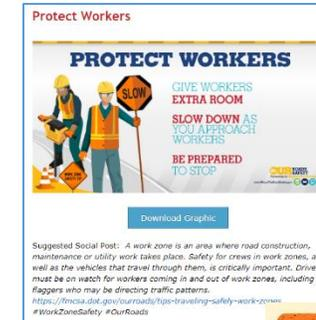 Protect Workers
PROTECT WORKERS
GIVE WORKERS
EXTRA ROOM
SLOW
SLOW DOWN AS
YOU APPROACH
WORKERS
BE PREPARED
TO STOP
OUR
SAFETY
Download Graphic
Suggested Social Post: A work zone is an area where road construction,
maintenance or utility work takes place. Safety for crews in work zones, a
well as the vehicles that travel through them, is critically important. Drive
must be on watch for workers coming in and out of work zones, including
flaggers who may be directing traffic patterns.
https://fmcsa.dot.gov/ourroads/tips-traveling-safely-work-zones
#WorkZoneSafety #OurRoads